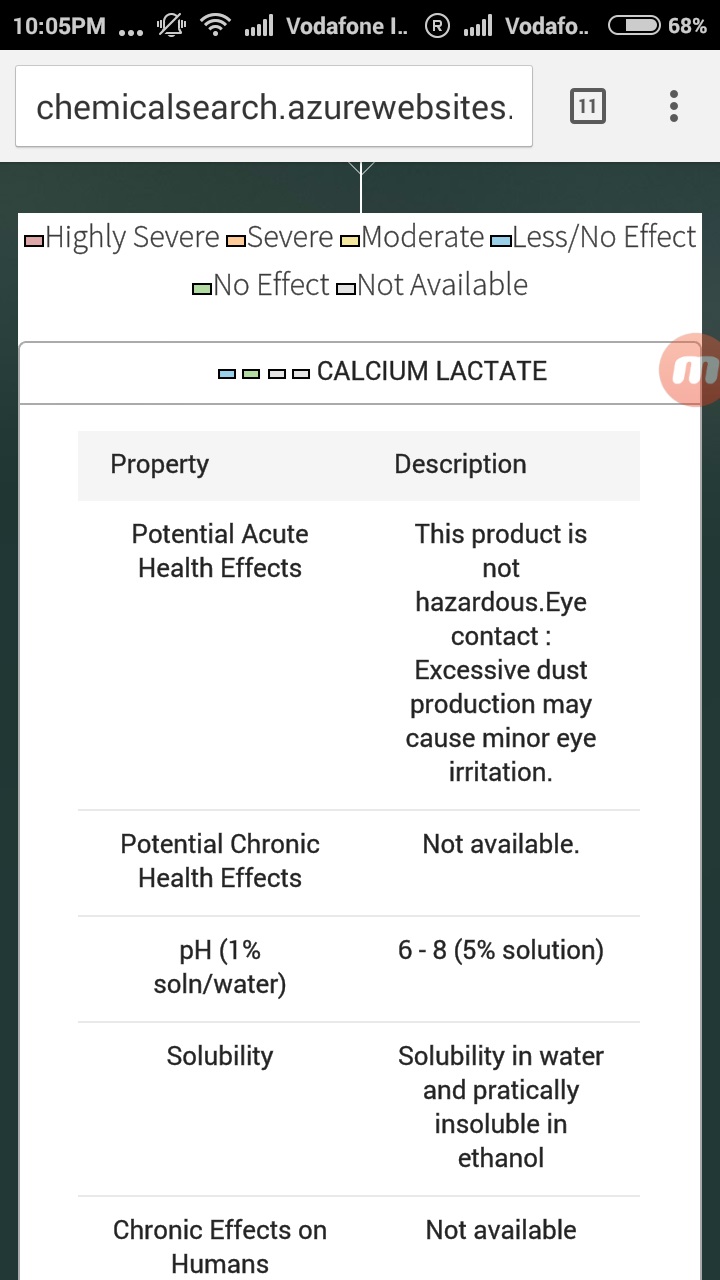 10:05PM ... Vodafone I.. R Vodafo.. 68%
chemicalsearch.azurewebsites.
11
Highly Severe Severe Moderate Less/No Effect
No Effect Not Available
CALCIUM LACTATE
m
Property Description
Potential Acute
Health Effects
This product is
not
hazardous.Eye
contact :
Excessive dust
production may
cause minor eye
irritation.
Potential Chronic
Health Effects
Not available.
pH (1%
soln/water)
6 - 8 (5% solution)
Solubility
Solubility in water
and pratically
insoluble in
ethanol
Chronic Effects on
Humans
Not available